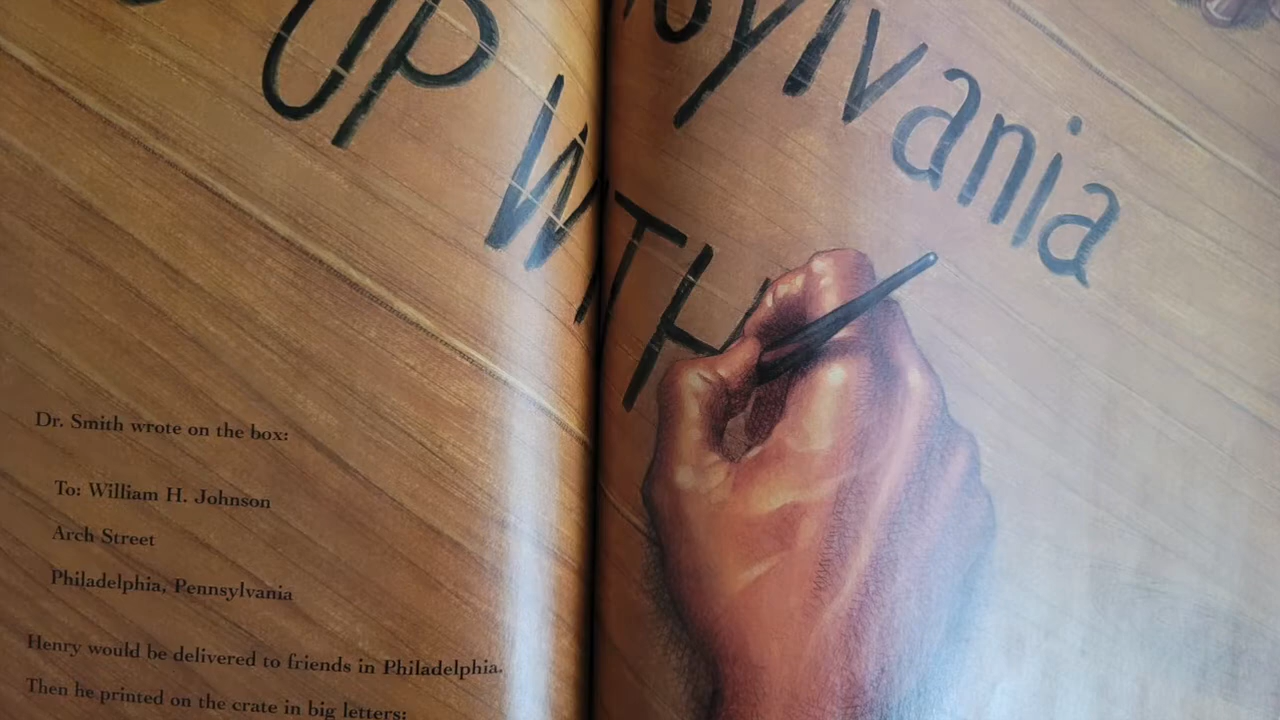 UP WITH
sylvania
Dr. Smith wrote on the box:
To: William H. Johnson
Arch Street
Philadelphia, Pennsylvania
Henry would be delivered to friends in Philadelphia.
Then he printed on the crate in big letters: